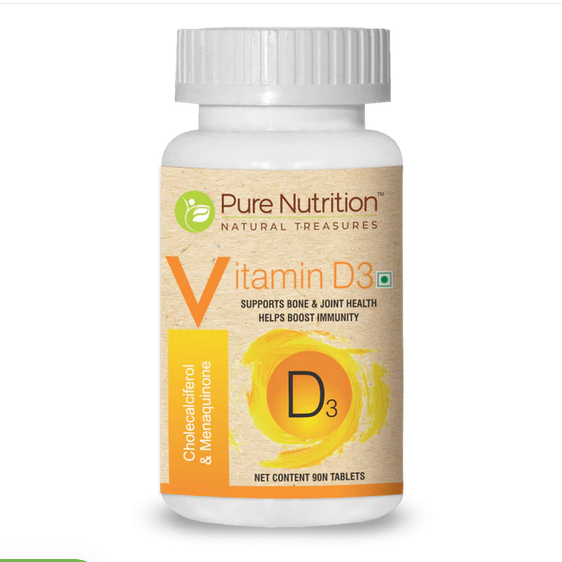 Pure Nutrition™
NATURAL TREASURES
Vitamin D3
SUPPORTS BONE & JOINT HEALTH
HELPS BOOST IMMUNITY
Cholecalciferol
& Menaquinone
D3
NET CONTENT 90N TABLETS